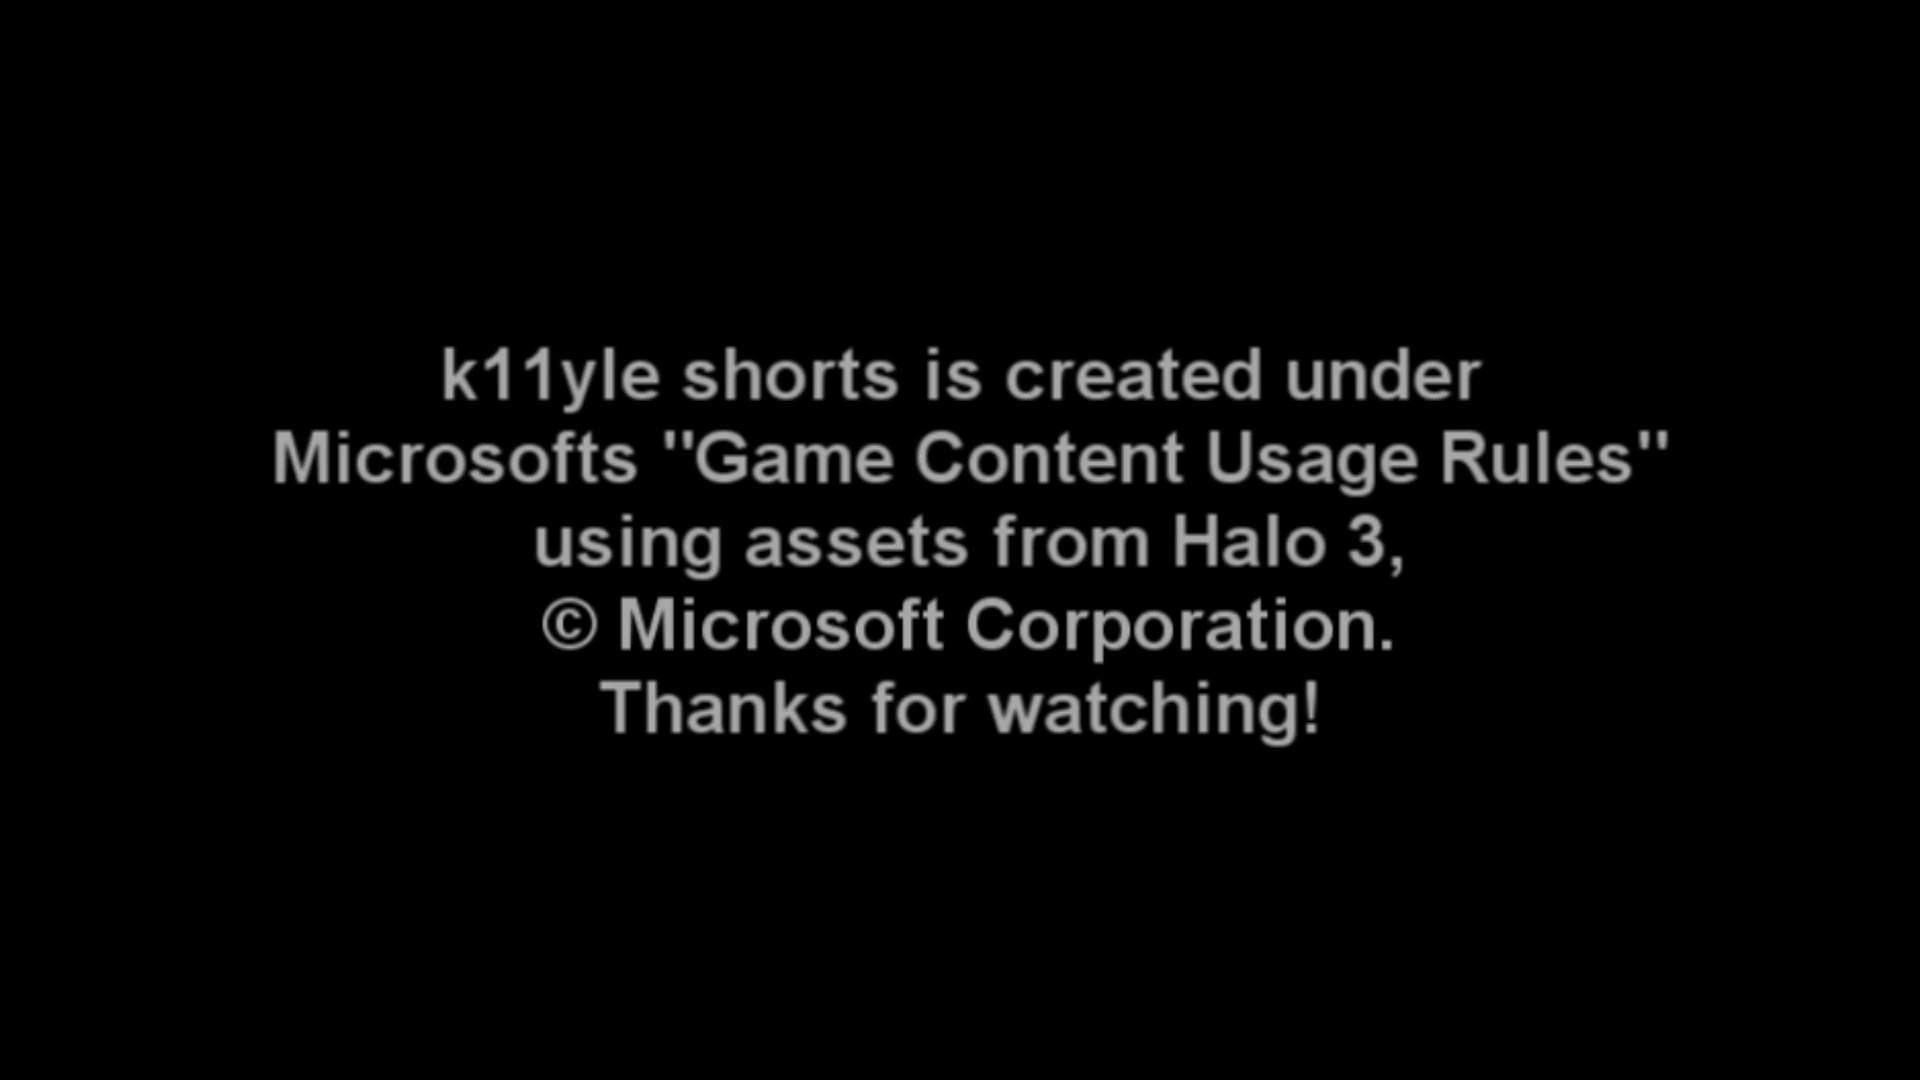 k11yle shorts is created under
Microsofts "Game Content Usage Rules"
using assets from Halo 3,
© Microsoft Corporation.
Thanks for watching!